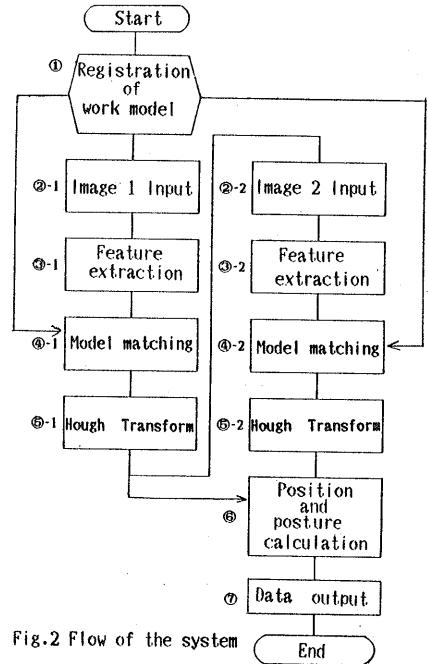 Start
① Registration
of
work model
②-1 Image 1 Input
③-1 Feature
extraction
④-1 Model matching
⑤-1 Hough Transform
②-2 Image 2 Input
③-2 Feature
extraction
④-2 Model matching
⑤-2 Hough Transform
⑥ Position
and
posture
calculation
⑦ Data output
End
Fig.2 Flow of the system